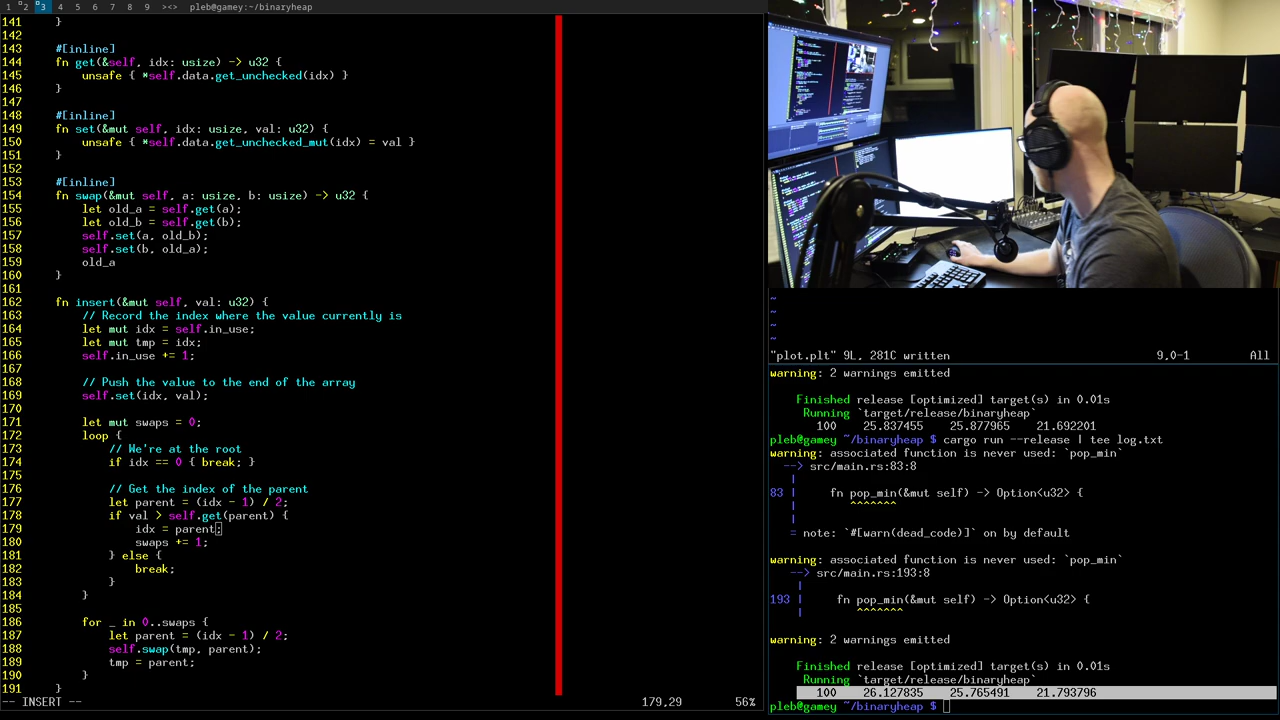 1 2 3 4 5 6 7 8 9 ><> pleb@gamey:~/binaryheap
141 }
142
143 #[inline]
144 fn get(&self, idx: usize) -> u32 {
145 unsafe { *self.data.get_unchecked(idx) }
146 }
147
148 #[inline]
149 fn set(&mut self, idx: usize, val: u32) {
150 unsafe { *self.data.get_unchecked_mut(idx) = val }
151 }
152
153 #[inline]
154 fn swap(&mut self, a: usize, b: usize) -> u32 {
155 let old_a = self.get(a);
156 let old_b = self.get(b);
157 self.set(a, old_b);
158 self.set(b, old_a);
159 old_a
160 }
161
162 fn insert(&mut self, val: u32) {
163 // Record the index where the value currently is
164 let mut idx = self.in_use;
165 let mut tmp = idx;
166 self.in_use += 1;
167
168 // Push the value to the end of the array
169 self.set(idx, val);
170
171 let mut swaps = 0;
172 loop {
173 // We're at the root
174 if idx == 0 { break; }
175
176 // Get the index of the parent
177 let parent = (idx - 1) / 2;
178 if val > self.get(parent) {
179 idx = parent;
180 swaps += 1;
181 } else {
182 break;
183 }
184 }
185
186 for _ in 0..swaps {
187 let parent = (idx - 1) / 2;
188 self.swap(tmp, parent);
189 tmp = parent;
190 }
191 }
-- INSERT -- 179,29 56%
~
~
~
~
"plot.plt" 9L, 281C written 9,0-1 All
warning: 2 warnings emitted
Finished release [optimized] target(s) in 0.01s
Running `target/release/binaryheap`
100 25.837455 25.877965 21.692201
pleb@gamey ~/binaryheap $ cargo run --release | tee log.txt
warning: associated function is never used: `pop_min`
--> src/main.rs:83:8
|
83 | fn pop_min(&mut self) -> Option<u32> {
| ^^^^^^^
|
= note: `#[warn(dead_code)]` on by default
warning: associated function is never used: `pop_min`
--> src/main.rs:193:8
|
193 | fn pop_min(&mut self) -> Option<u32> {
| ^^^^^^^
warning: 2 warnings emitted
Finished release [optimized] target(s) in 0.01s
Running `target/release/binaryheap`
100 26.127835 25.765491 21.793796
pleb@gamey ~/binaryheap $